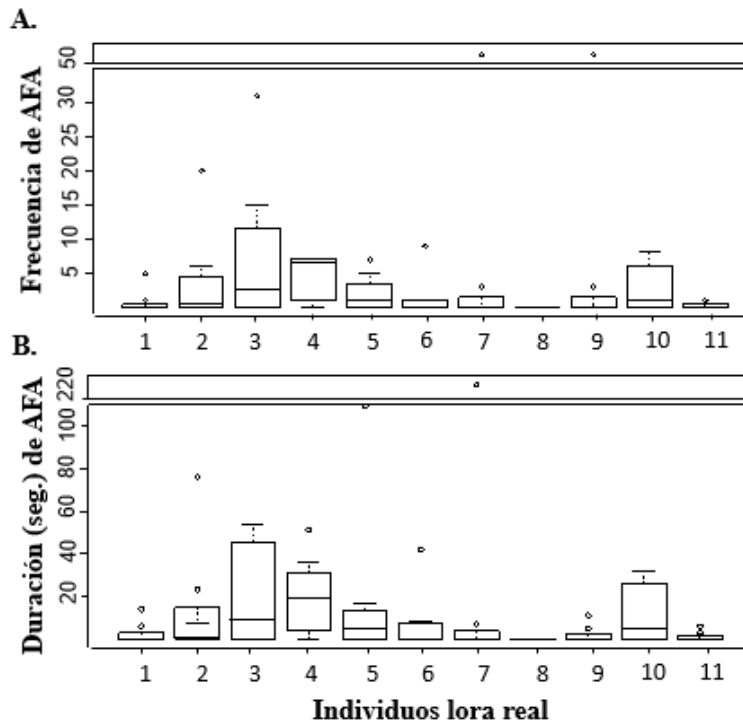 A.
Frecuencia de AFA
50
30
25
20
15
10
5
1 2 3 4 5 6 7 8 9 10 11
B.
Duración (seg.) de AFA
220
100
80
60
40
20
1 2 3 4 5 6 7 8 9 10 11
Individuos lora real